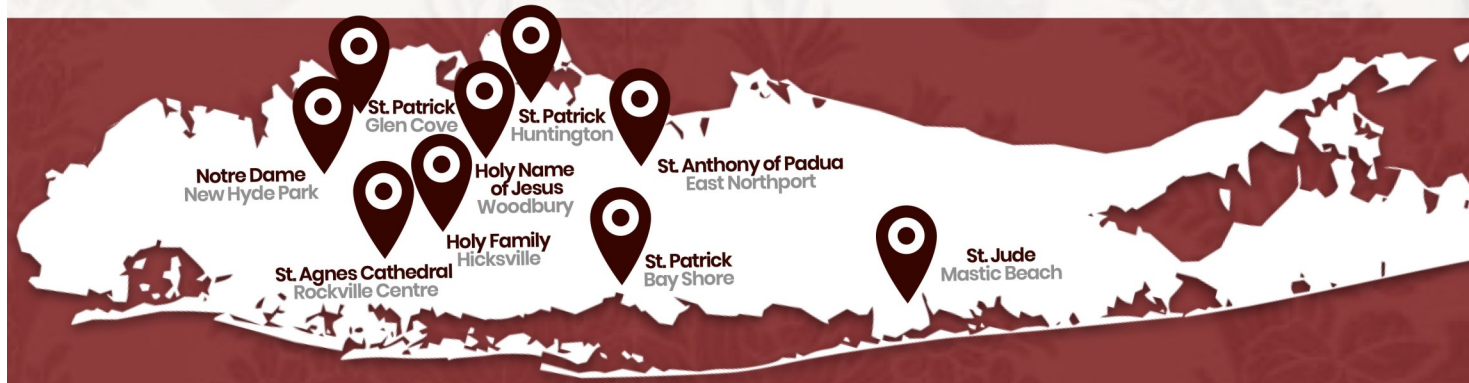 St. Patrick
Glen Cove
St. Patrick
Huntington
Notre Dame
New Hyde Park
Holy Name
of Jesus
Woodbury
St. Anthony of Padua
East Northport
Holy Family
Hicksville
St. Agnes Cathedral
Rockville Centre
St. Patrick
Bay Shore
St. Jude
Mastic Beach